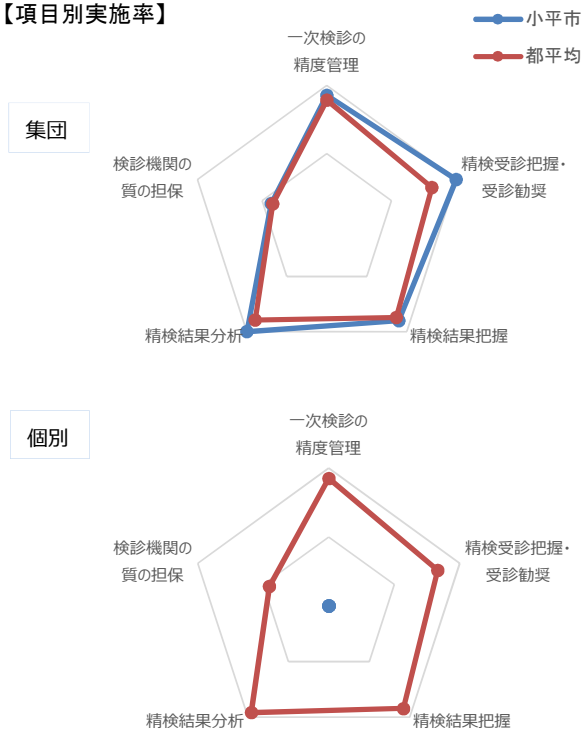 【項目別実施率】
小平市
都平均
集団
一次検診の
精度管理
精検受診把握・
受診勧奨
精検結果把握
精検結果分析
検診機関の
質の担保
個別
一次検診の
精度管理
精検受診把握・
受診勧奨
精検結果把握
精検結果分析
検診機関の
質の担保